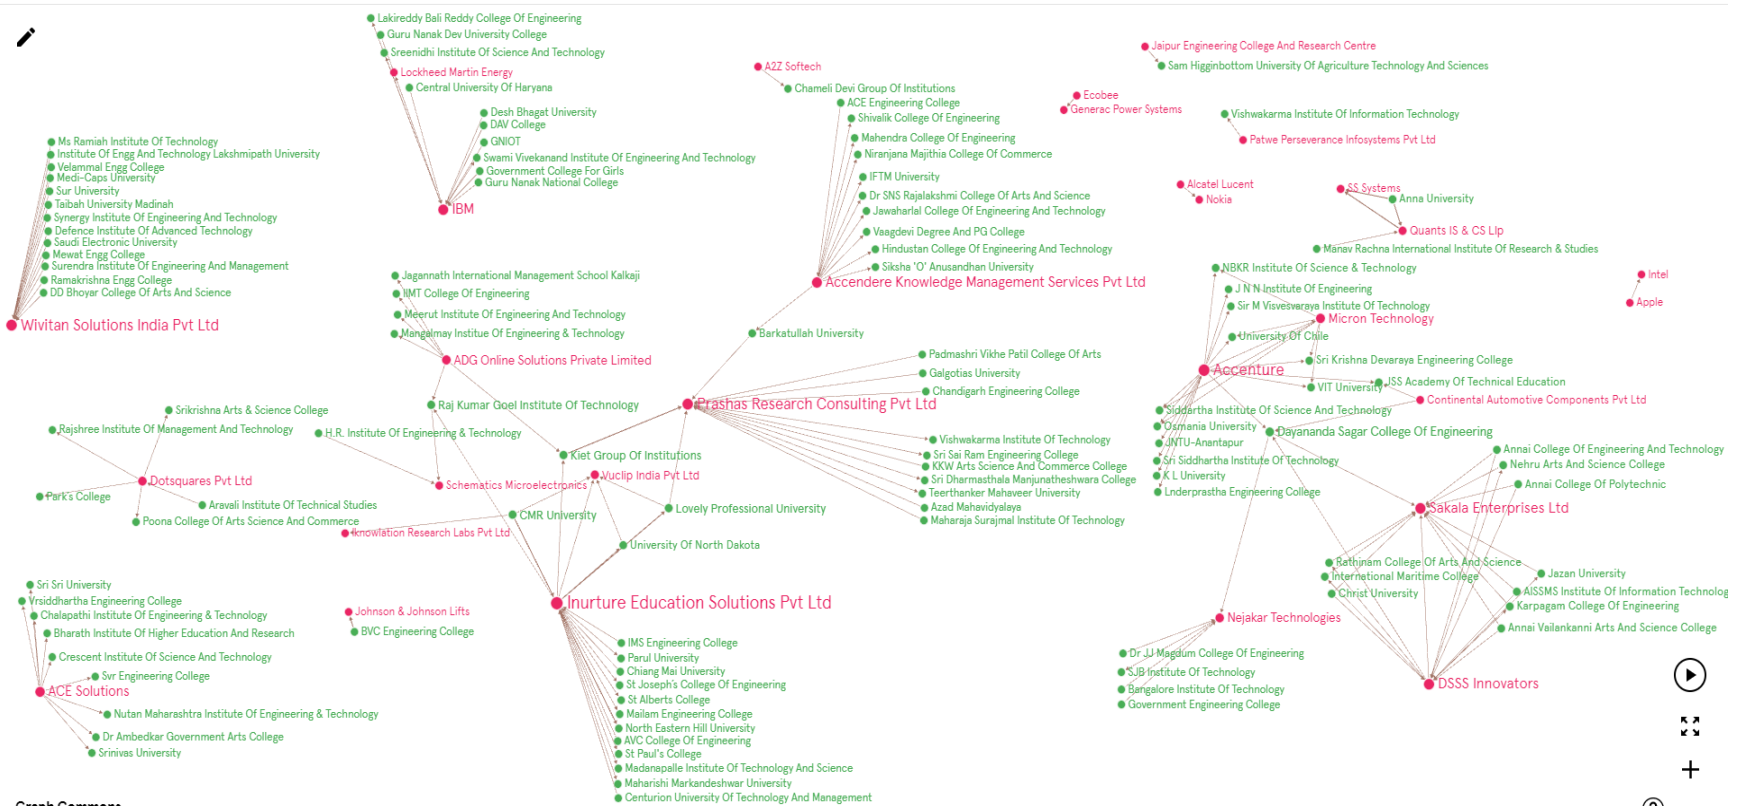 Lakireddy Bali Reddy College Of Engineering
Guru Nanak Dev University College
Sreenidhi Institute Of Science And Technology
Lockheed Martin Energy
Central University Of Haryana
Desh Bhagat University
DAV College
GNIOT
Swami Vivekanand Institute Of Engineering And Technology
Government College For Girls
Guru Nanak National College
IBM
Ms Ramiah Institute Of Technology
Institute Of Engg And Technology Lakshmipath University
Velammal Engg College
Medi-Caps University
Sur University
Taibah University Madinah
Synergy Institute Of Engineering And Technology
Defence Institute Of Advanced Technology
Saudi Electronic University
Mewat Engg College
Surendra Institute Of Engineering And Management
Ramakrishna Engg College
DD Bhoyar College Of Arts And Science
Wivitan Solutions India Pvt Ltd
A2Z Softech
Chameli Devi Group Of Institutions
ACE Engineering College
Shivalik College Of Engineering
Mahendra College Of Engineering
Niranjana Majithia College Of Commerce
IFTM University
Dr SNS Rajalakshmi College Of Arts And Science
Jawaharlal College Of Engineering And Technology
Vaagdevi Degree And PG College
Hindustan College Of Engineering And Technology
Siksha 'O' Anusandhan University
Accendere Knowledge Management Services Pvt Ltd
Barkatullah University
Jaipur Engineering College And Research Centre
Sam Higginbottom University Of Agriculture Technology And Sciences
Ecobee
Generac Power Systems
Vishwakarma Institute Of Information Technology
Patwe Perseverance Infosystems Pvt Ltd
Alcatel Lucent
Nokia
SS Systems
Anna University
Quants IS & CS Llp
Manav Rachna International Institute Of Research & Studies
Intel
Apple
Jagannath International Management School Kalkaji
IIMT College Of Engineering
Meerut Institute Of Engineering And Technology
Mangalmay Institue Of Engineering & Technology
ADG Online Solutions Private Limited
Raj Kumar Goel Institute Of Technology
H.R. Institute Of Engineering & Technology
Kiet Group Of Institutions
Schematics Microelectronics
Vuclip India Pvt Ltd
CMR University
Lovely Professional University
Iknowlation Research Labs Pvt Ltd
University Of North Dakota
Padmashri Vikhe Patil College Of Arts
Galgotias University
Chandigarh Engineering College
Prashas Research Consulting Pvt Ltd
Vishwakarma Institute Of Technology
Sri Sai Ram Engineering College
KKW Arts Science And Commerce College
Sri Dharmasthala Manjunatheshwara College
Teerthanker Mahaveer University
Azad Mahavidyalaya
Maharaja Surajmal Institute Of Technology
NBKR Institute Of Science & Technology
J N N Institute Of Engineering
Sir M Visvesvaraya Institute Of Technology
Micron Technology
University Of Chile
Sri Krishna Devaraya Engineering College
Accenture
VIT University
JSS Academy Of Technical Education
Continental Automotive Components Pvt Ltd
Siddartha Institute Of Science And Technology
Osmania University
Dayananda Sagar College Of Engineering
JNTU-Anantapur
Sri Siddhartha Institute Of Technology
K L University
Lnderprastha Engineering College
Annai College Of Engineering And Technology
Nehru Arts And Science College
Annai College Of Polytechnic
Sakala Enterprises Ltd
Rathinam College Of Arts And Science
International Maritime College
Christ University
Jazan University
AISSMS Institute Of Information Technolog
Karpagam College Of Engineering
Annai Vailankanni Arts And Science College
DSSS Innovators
Nejakar Technologies
Dr JJ Magdum College Of Engineering
SJB Institute Of Technology
Bangalore Institute Of Technology
Government Engineering College
Srikrishna Arts & Science College
Rajshree Institute Of Management And Technology
Dotsquares Pvt Ltd
Park's College
Aravali Institute Of Technical Studies
Poona College Of Arts Science And Commerce
Sri Sri University
Vrsiddhartha Engineering College
Chalapathi Institute Of Engineering & Technology
Bharath Institute Of Higher Education And Research
Crescent Institute Of Science And Technology
Svr Engineering College
ACE Solutions
Nutan Maharashtra Institute Of Engineering & Technology
Dr Ambedkar Government Arts College
Srinivas University
Johnson & Johnson Lifts
BVC Engineering College
Inurture Education Solutions Pvt Ltd
IMS Engineering College
Parul University
Chiang Mai University
St Joseph's College Of Engineering
St Alberts College
Mailam Engineering College
North Eastern Hill University
AVC College Of Engineering
St Paul's College
Madanapalle Institute Of Technology And Science
Maharishi Markandeshwar University
Centurion University Of Technology And Management
Graph Commons